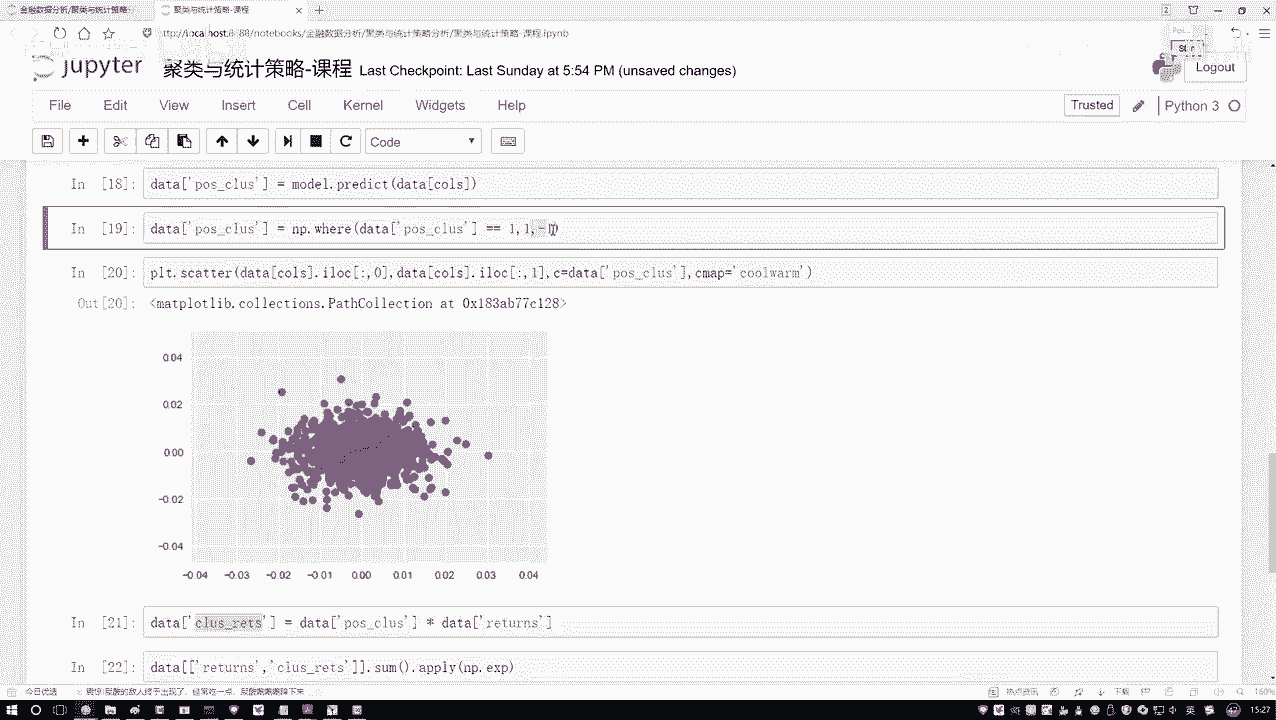 金融数据分析/聚类与统计策略分
聚类与统计策略-课程
ttp://localhost:8888/notebooks/金融数据分析/聚类与统计策略分析/聚类与统计策略-课程.ipynb
jupyter 聚类与统计策略-课程 Last Checkpoint: Last Sunday at 5:54 PM (unsaved changes)
Logout
File Edit View Insert Cell Kernel Widgets Help
Trusted Python 3
Code
In [18]: data['pos_clus'] = model.predict(data[cols])
In [19]: data['pos_clus'] = np.where(data['pos_clus'] == 1,1,-1)
In [20]: plt.scatter(data[cols].iloc[:,0],data[cols].iloc[:,1],c=data['pos_clus'],cmap='coolwarm')
Out[20]: <matplotlib.collections.PathCollection at 0x183ab77c128>
0.04
0.02
0.00
-0.02
-0.04
-0.04 -0.03 -0.02 -0.01 0.00 0.01 0.02 0.03 0.04
In [21]: data['clus_rets'] = data['pos_clus'] * data['returns']
In [22]: data[['returns','clus_rets']].sum().apply(np.exp)
今日优选
英
15:27